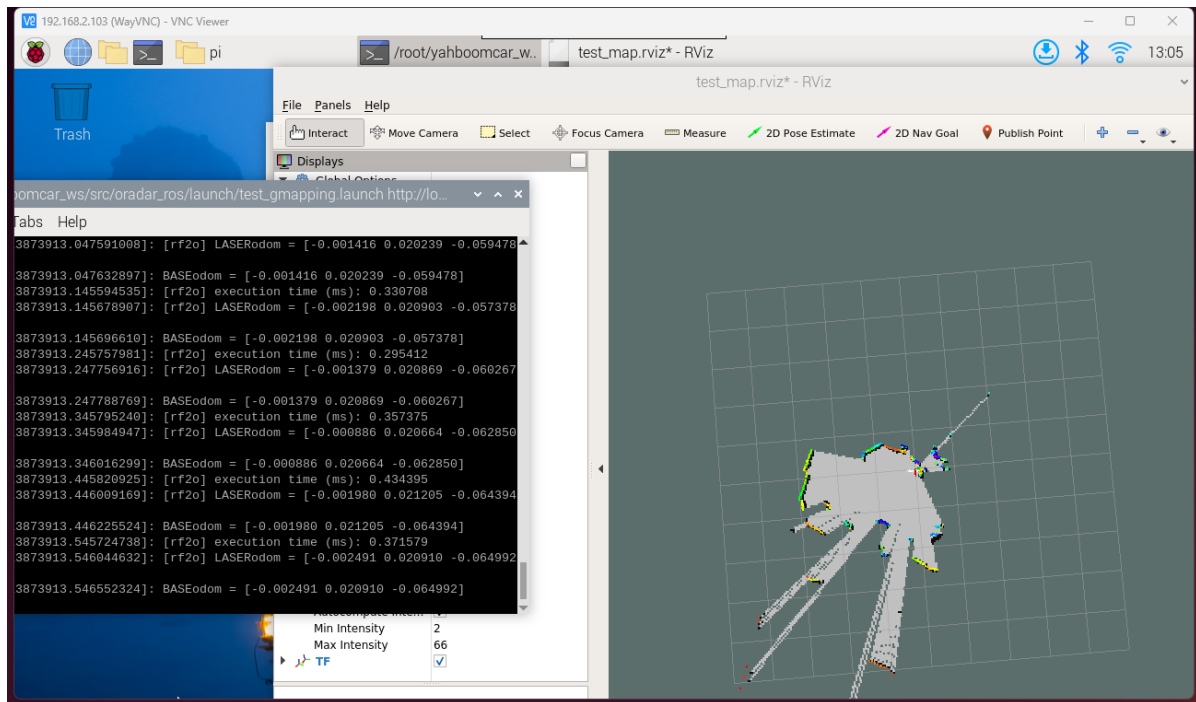 192.168.2.103 (WayVNC) - VNC Viewer
pi
/root/yahboomcar_w..
test_map.rviz* - RViz
13:05
Trash
test_map.rviz* - RViz
File Panels Help
Interact Move Camera Select Focus Camera Measure 2D Pose Estimate 2D Nav Goal Publish Point
Displays
Global Options
oomcar_ws/src/oradar_ros/launch/test_gmapping.launch http://lo...
Tabs Help
3873913.047591008]: [rf2o] LASERodom = [-0.001416 0.020239 -0.059478
3873913.047632897]: BASEodom = [-0.001416 0.020239 -0.059478]
3873913.145594535]: [rf2o] execution time (ms): 0.330708
3873913.145678907]: [rf2o] LASERodom = [-0.002198 0.020903 -0.057378
3873913.145696610]: BASEodom = [-0.002198 0.020903 -0.057378]
3873913.245757981]: [rf2o] execution time (ms): 0.295412
3873913.247756916]: [rf2o] LASERodom = [-0.001379 0.020869 -0.060267
3873913.247788769]: BASEodom = [-0.001379 0.020869 -0.060267]
3873913.345795240]: [rf2o] execution time (ms): 0.357375
3873913.345984947]: [rf2o] LASERodom = [-0.000886 0.020664 -0.062850
3873913.346016299]: BASEodom = [-0.000886 0.020664 -0.062850]
3873913.445820925]: [rf2o] execution time (ms): 0.434395
3873913.446009169]: [rf2o] LASERodom = [-0.001980 0.021205 -0.064394
3873913.446225524]: BASEodom = [-0.001980 0.021205 -0.064394]
3873913.545724738]: [rf2o] execution time (ms): 0.371579
3873913.546044632]: [rf2o] LASERodom = [-0.002491 0.020910 -0.064992
3873913.546552324]: BASEodom = [-0.002491 0.020910 -0.064992]
Autocompute Inte...
Min Intensity 2
Max Intensity 66
TF